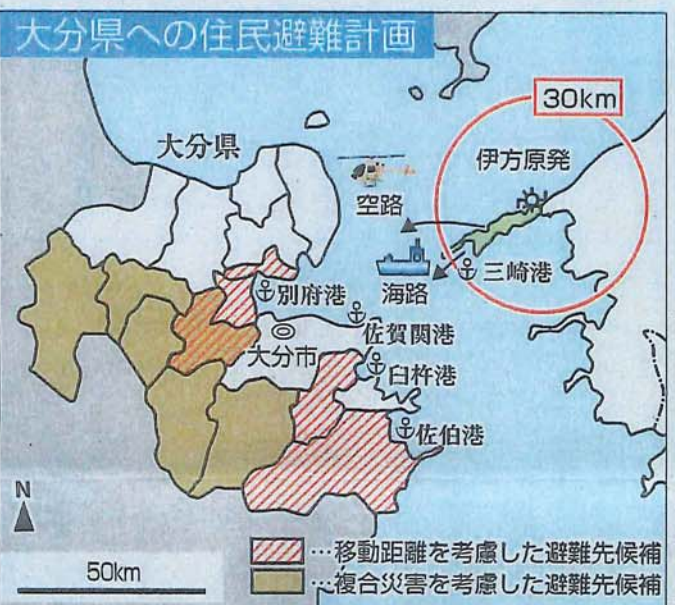 大分県への住民避難計画
30km
大分県
伊方原発
空路
海路
三崎港
別府港
佐賀関港
大分市
臼杵港
佐伯港
N
50km
…移動距離を考慮した避難先候補
…複合災害を考慮した避難先候補